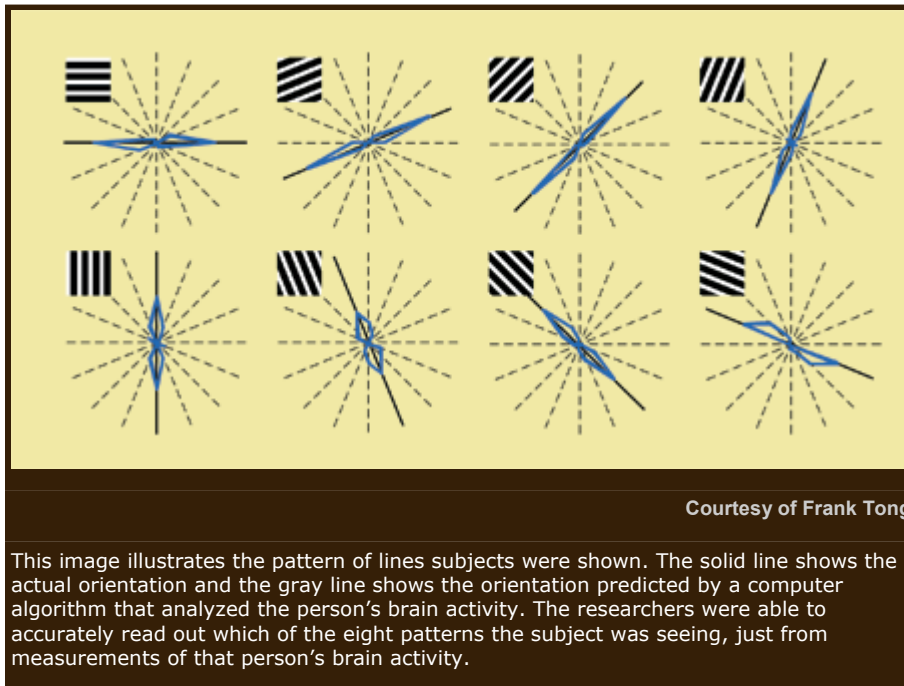 Courtesy of Frank Tong
This image illustrates the pattern of lines subjects were shown. The solid line shows the
actual orientation and the gray line shows the orientation predicted by a computer
algorithm that analyzed the person’s brain activity. The researchers were able to
accurately read out which of the eight patterns the subject was seeing, just from
measurements of that person’s brain activity.